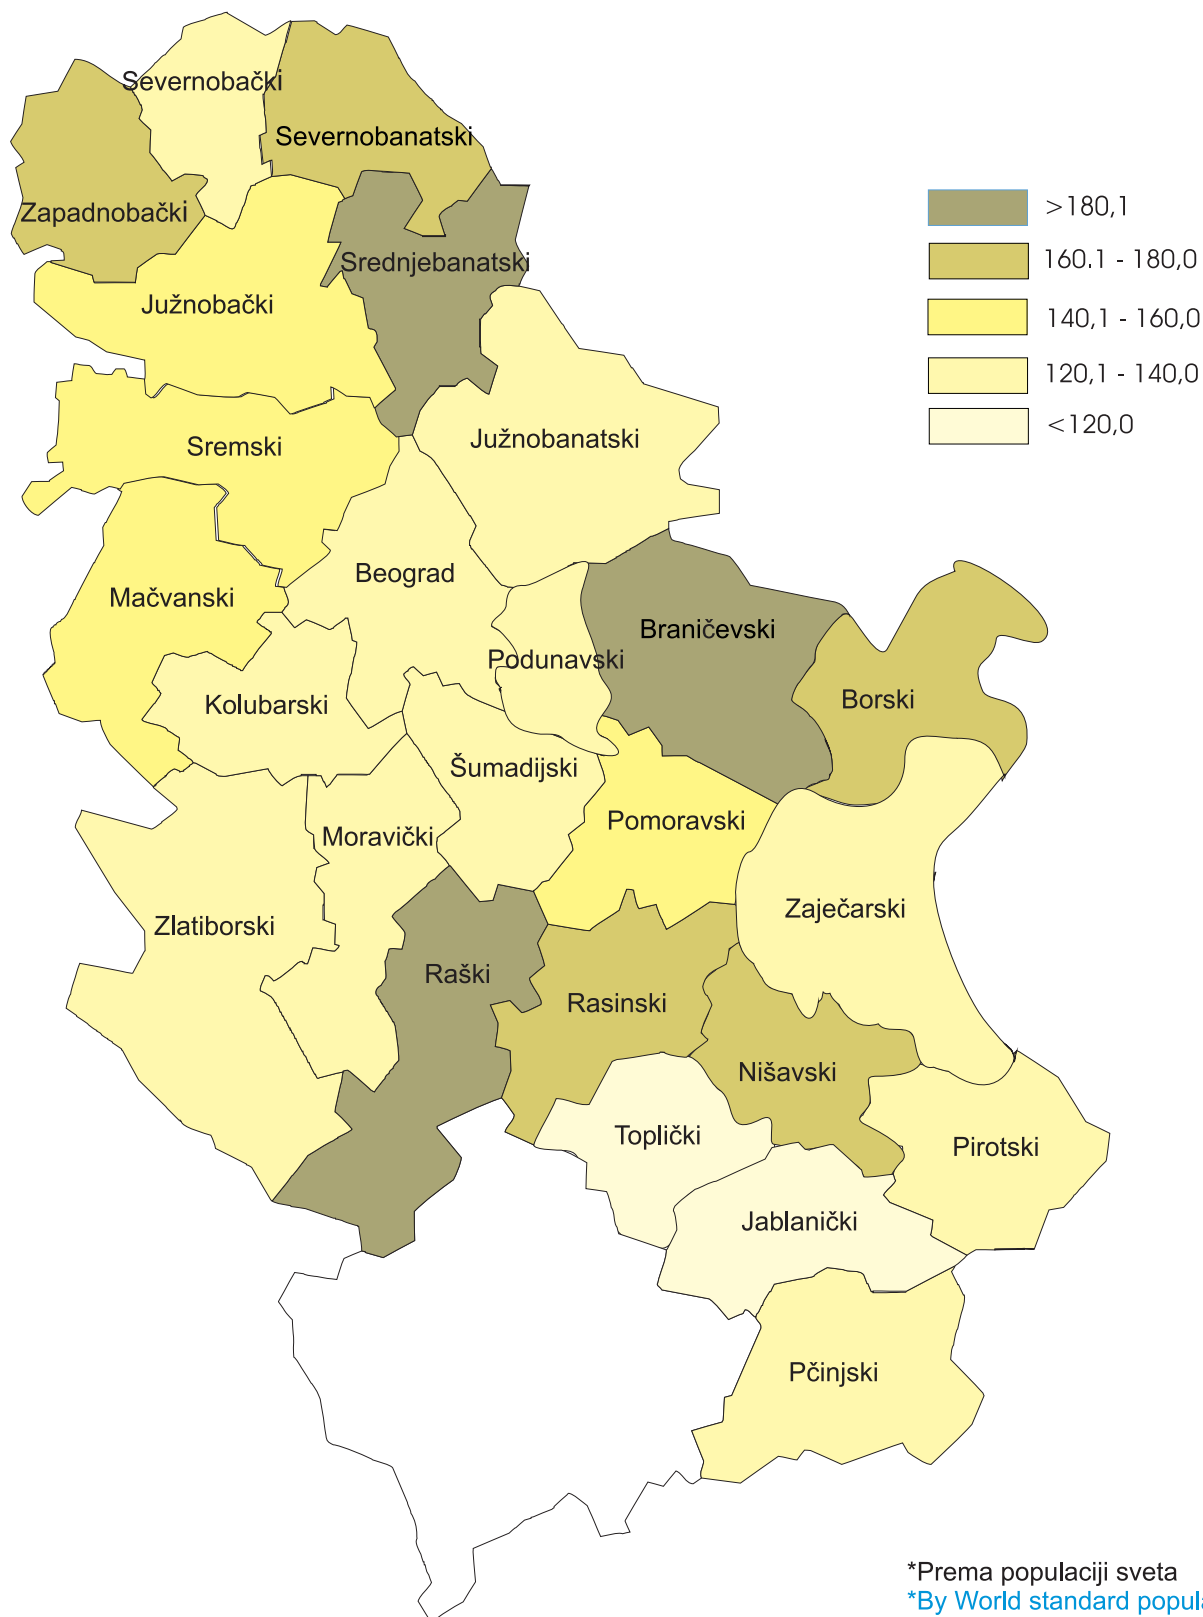 Severnobački
Severnobanatski
Zapadnobački
Srednjebanatski
Južnobački
>180,1
160.1 - 180,0
140,1 - 160,0
120,1 - 140,0
<120,0
Južnobanatski
Sremski
Beograd
Mačvanski
Braničevski
Podunavski
Borski
Kolubarski
Šumadijski
Pomoravski
Moravički
Zaječarski
Zlatiborski
Raški
Rasinski
Nišavski
Toplički
Pirotski
Jablanički
Pčinjski
*Prema populaciji sveta
*By World standard popula